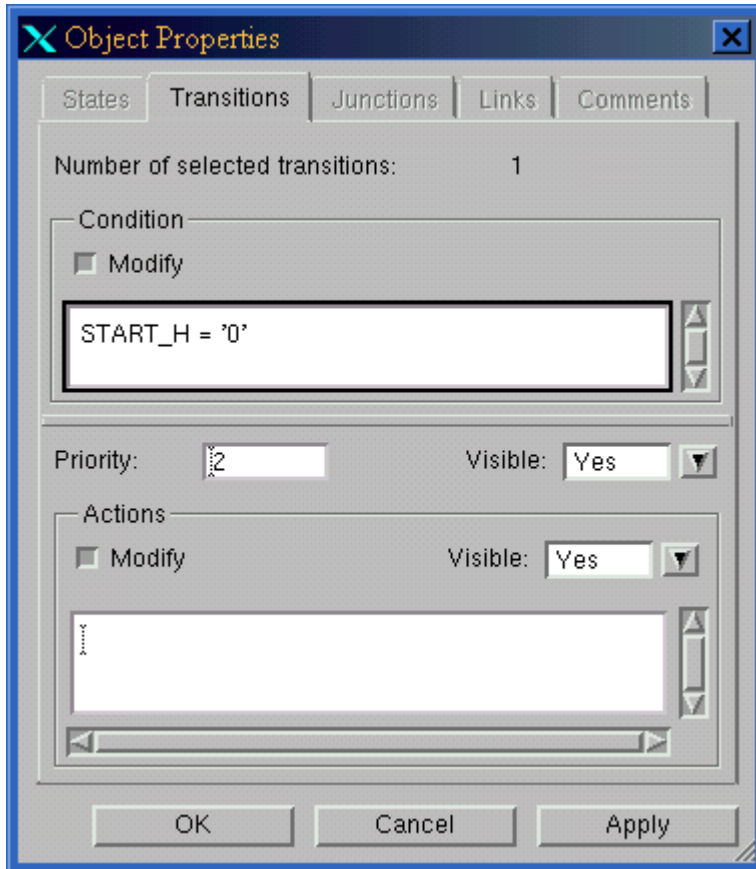 Object Properties
States Transitions Junctions Links Comments
Number of selected transitions: 1
Condition
Modify
START_H = '0'
Priority: 2 Visible: Yes
Actions
Modify Visible: Yes
OK Cancel Apply